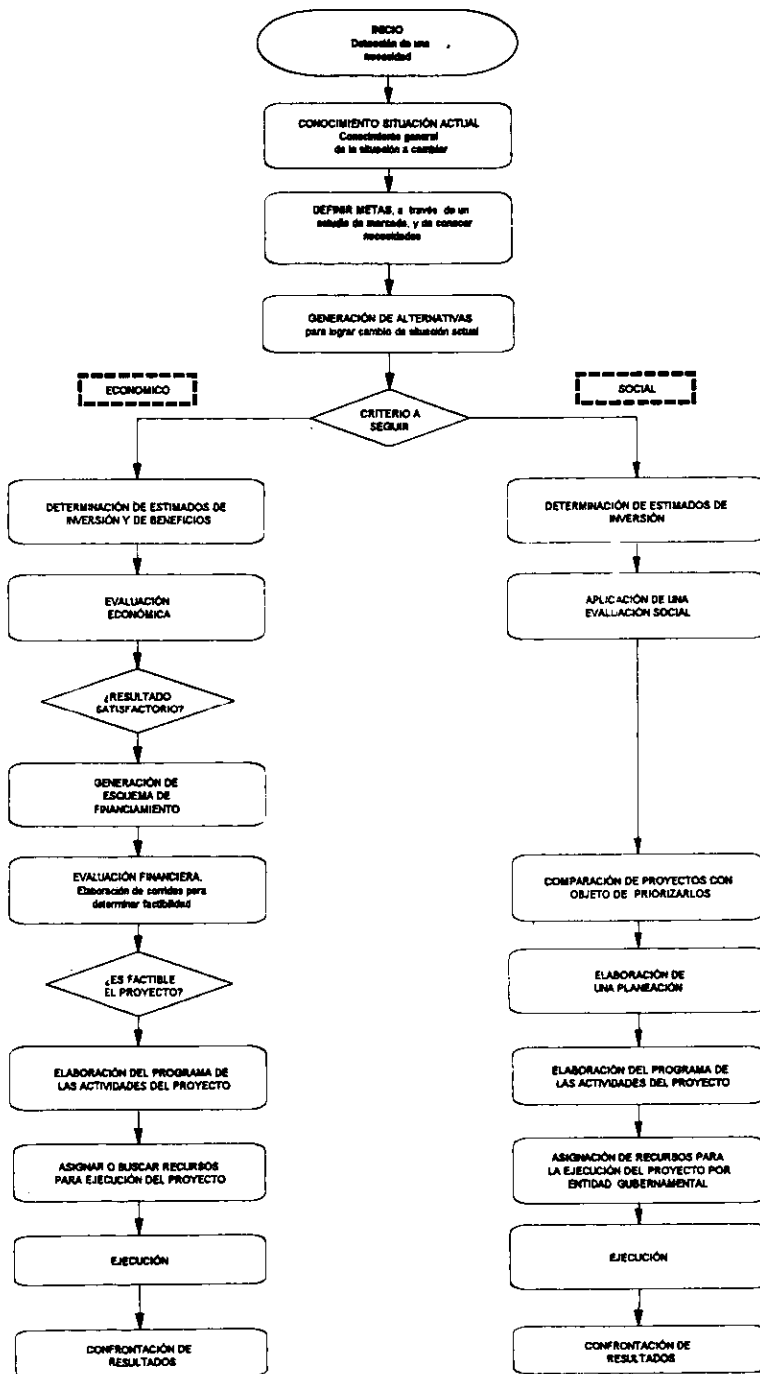 INICIO
Detección de una
necesidad
CONOCIMIENTO SITUACIÓN ACTUAL
Conocimiento general
de la situación a cambiar
DEFINIR METAS, a través de un
estudio de mercado, y de conocer
necesidades
GENERACIÓN DE ALTERNATIVAS
para lograr cambio de situación actual
ECONOMICO
SOCIAL
CRITERIO A
SEGUIR
DETERMINACIÓN DE ESTIMADOS DE
INVERSIÓN Y DE BENEFICIOS
DETERMINACIÓN DE ESTIMADOS DE
INVERSIÓN
EVALUACIÓN
ECONÓMICA
APLICACIÓN DE UNA
EVALUACIÓN SOCIAL
¿RESULTADO
SATISFACTORIO?
GENERACIÓN DE
ESQUEMA DE
FINANCIAMIENTO
EVALUACIÓN FINANCIERA.
Elaboración de corridas para
determinar factibilidad
COMPARACIÓN DE PROYECTOS CON
OBJETO DE PRIORIZARLOS
¿ES FACTIBLE
EL PROYECTO?
ELABORACIÓN DE
UNA PLANEACIÓN
ELABORACIÓN DEL PROGRAMA DE
LAS ACTIVIDADES DEL PROYECTO
ELABORACIÓN DEL PROGRAMA DE
LAS ACTIVIDADES DEL PROYECTO
ASIGNAR O BUSCAR RECURSOS
PARA EJECUCIÓN DEL PROYECTO
ASIGNACIÓN DE RECURSOS PARA
LA EJECUCIÓN DEL PROYECTO POR
ENTIDAD GUBERNAMENTAL
EJECUCIÓN
EJECUCIÓN
CONFRONTACIÓN DE
RESULTADOS
CONFRONTACIÓN DE
RESULTADOS